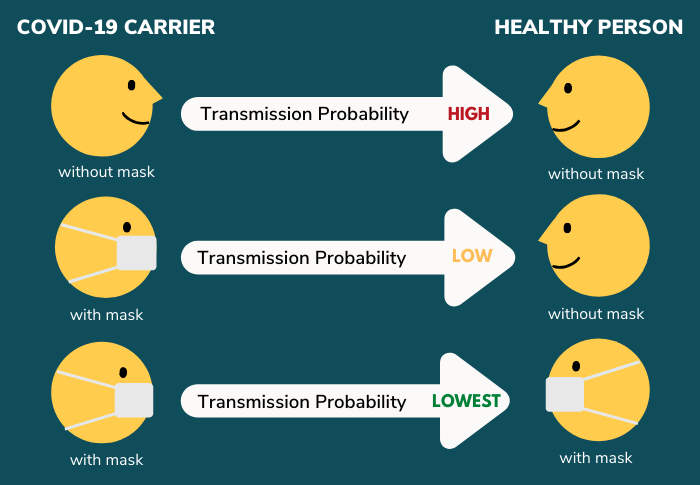 COVID-19 CARRIER
HEALTHY PERSON
Transmission Probability
HIGH
without mask
without mask
Transmission Probability
LOW
with mask
without mask
Transmission Probability
LOWEST
with mask
with mask